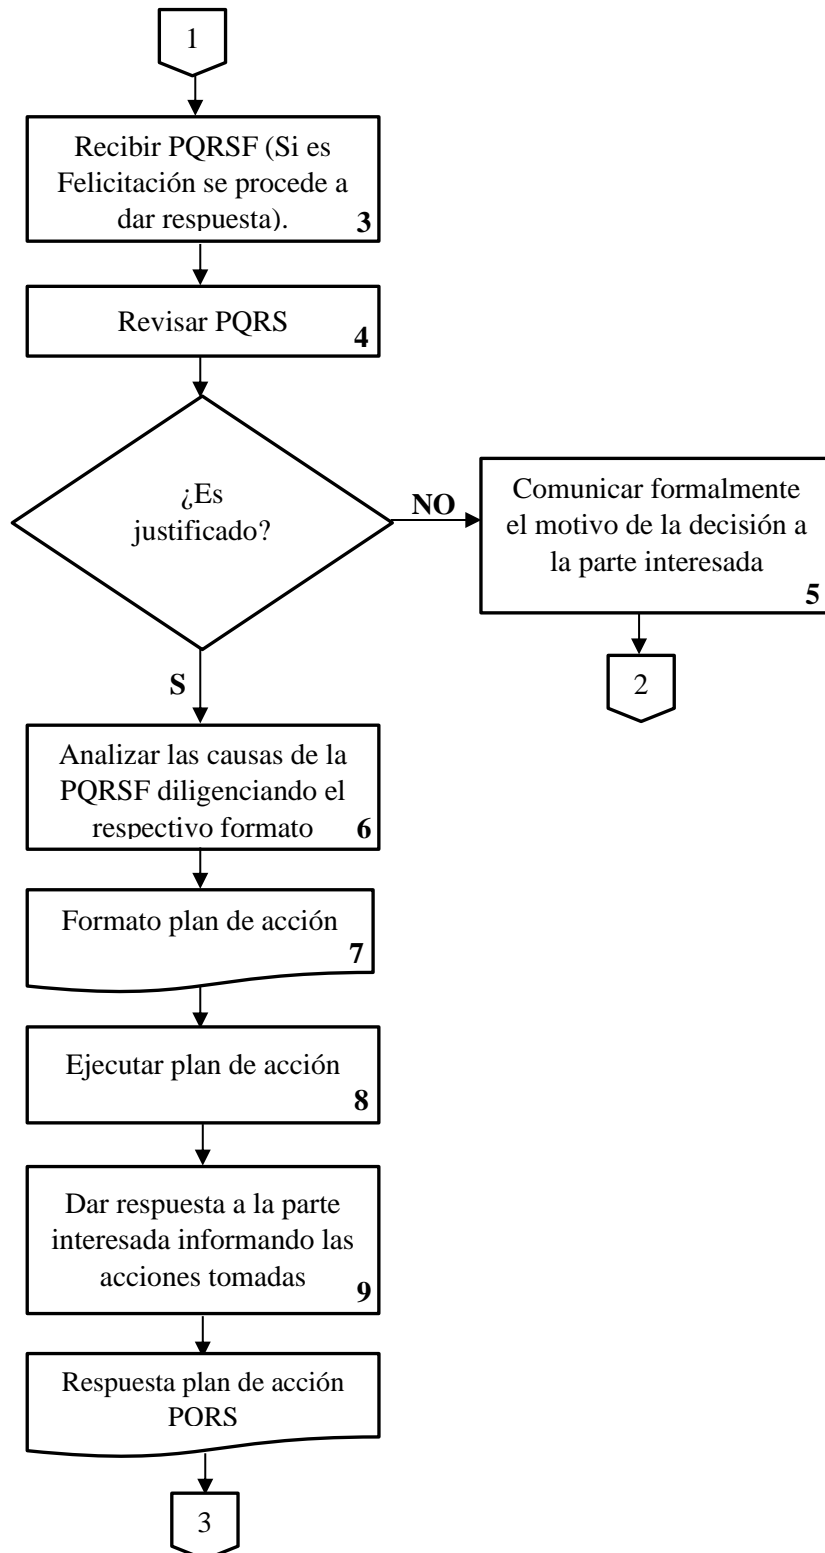 1
Recibir PQRSF (Si es
Felicitación se procede a
dar respuesta).
3
Revisar PQRS
4
¿Es
justificado?
NO
Comunicar formalmente
el motivo de la decisión a
la parte interesada
5
2
S
Analizar las causas de la
PQRSF diligenciando el
respectivo formato
6
Formato plan de acción
7
Ejecutar plan de acción
8
Dar respuesta a la parte
interesada informando las
acciones tomadas
9
Respuesta plan de acción
PQRS
3